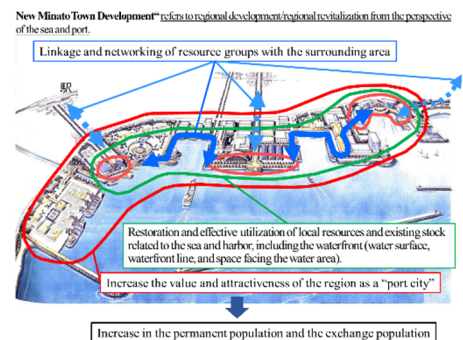 New Minato Town Development“ refers to regional development/regional revitalization from the perspective
of the sea and port.
Linkage and networking of resource groups with the surrounding area
駅
Restoration and effective utilization of local resources and existing stock
related to the sea and harbor, including the waterfront (water surface,
waterfront line, and space facing the water area).
Increase the value and attractiveness of the region as a “port city”
Increase in the permanent population and the exchange population